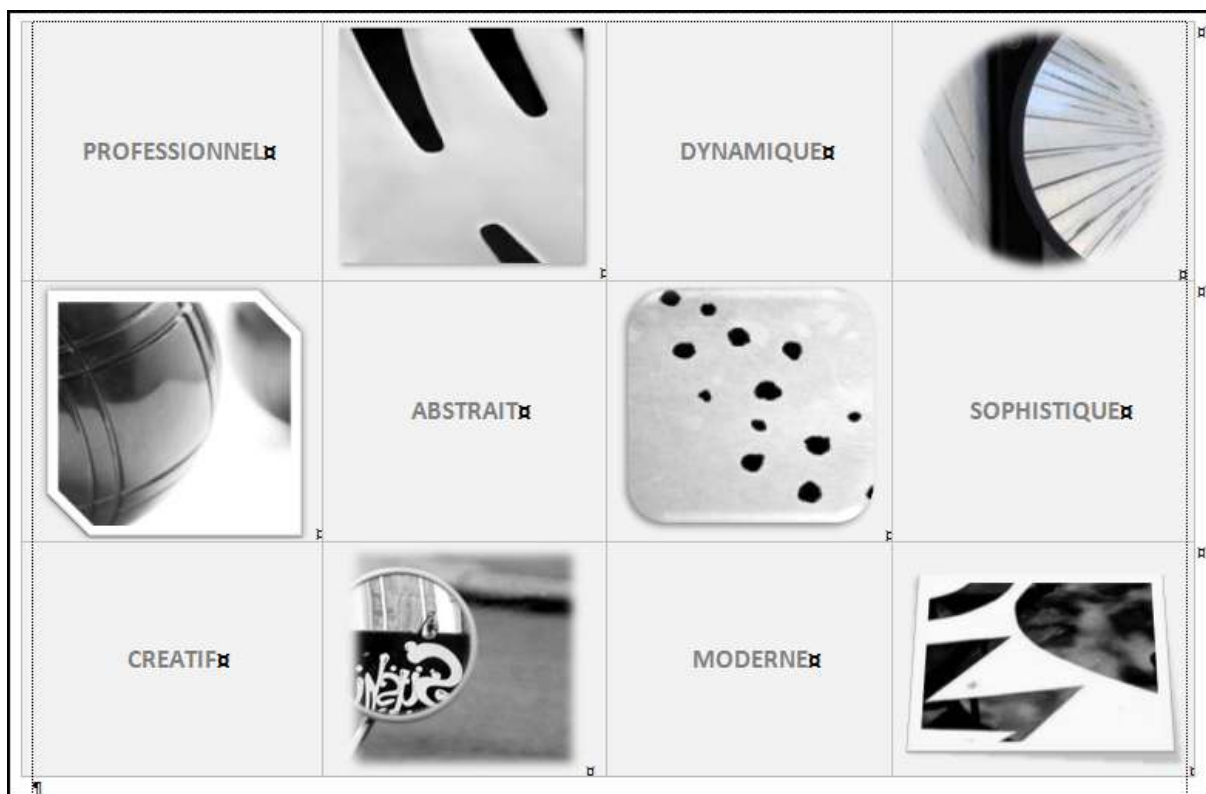 PROFESSIONNEL¤
¤
DYNAMIQUE¤
¤
¤
¤
ABSTRAIT¤
¤
SOPHISTIQUE¤
¤
CREATIF¤
¤
MODERNE¤
¤
¤
¶